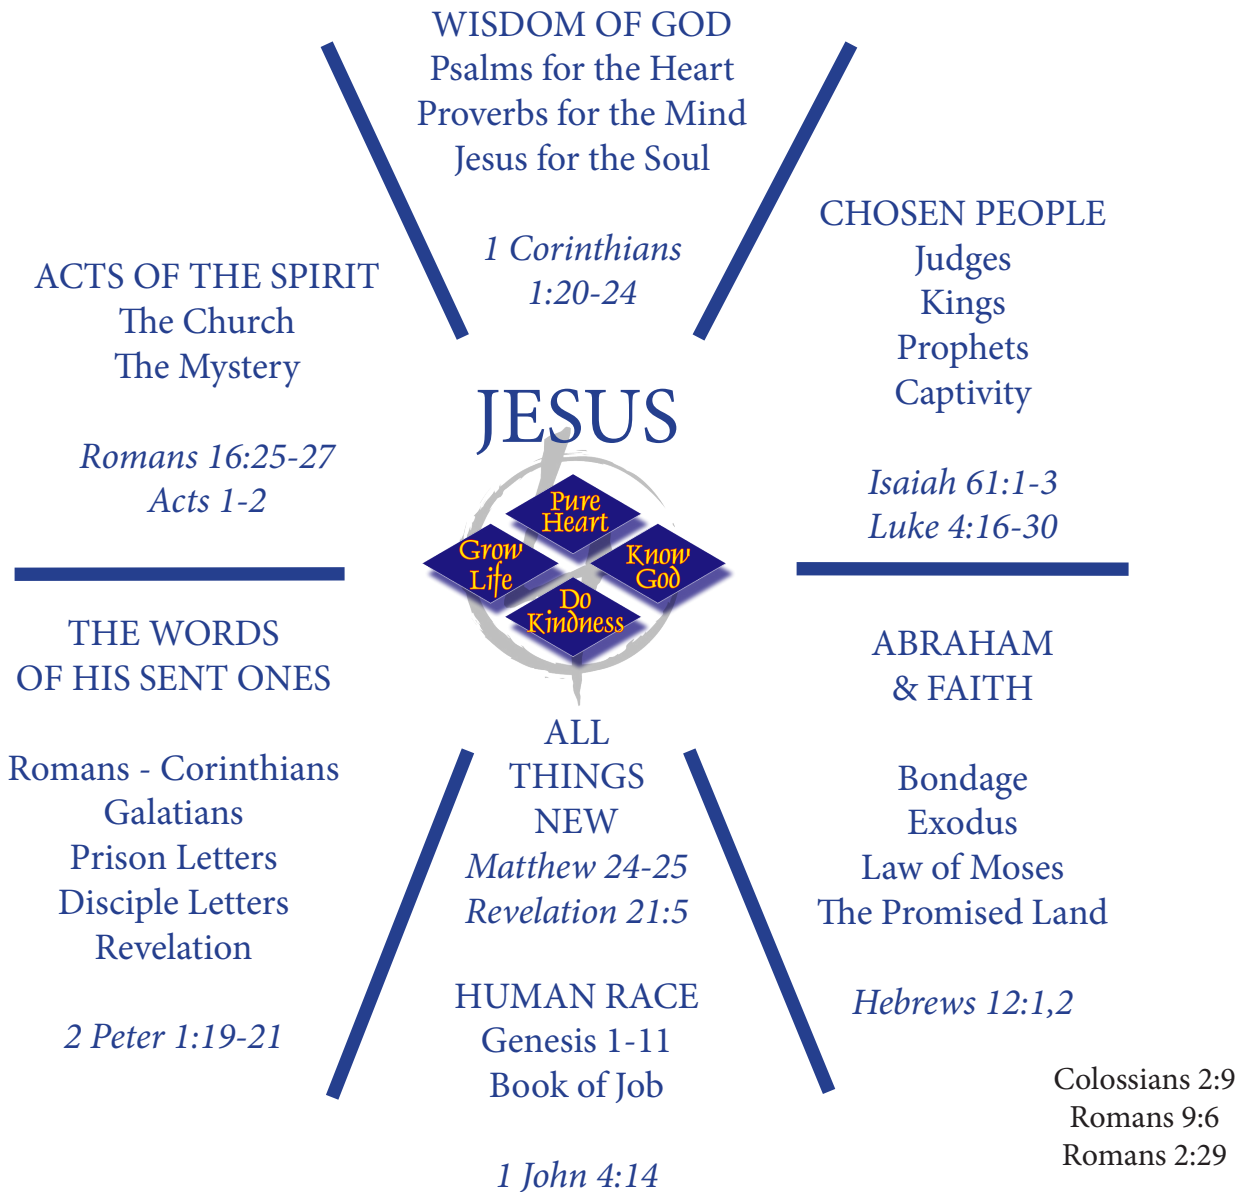 WISDOM OF GOD
Psalms for the Heart
Proverbs for the Mind
Jesus for the Soul
1 Corinthians
1:20-24
CHOSEN PEOPLE
Judges
Kings
Prophets
Captivity
Isaiah 61:1-3
Luke 4:16-30
ACTS OF THE SPIRIT
The Church
The Mystery
Romans 16:25-27
Acts 1-2
JESUS
Pure
Heart
Grow
Life
Know
God
Do
Kindness
THE WORDS
OF HIS SENT ONES
Romans - Corinthians
Galatians
Prison Letters
Disciple Letters
Revelation
2 Peter 1:19-21
ALL
THINGS
NEW
Matthew 24-25
Revelation 21:5
HUMAN RACE
Genesis 1-11
Book of Job
1 John 4:14
ABRAHAM
& FAITH
Bondage
Exodus
Law of Moses
The Promised Land
Hebrews 12:1,2
Colossians 2:9
Romans 9:6
Romans 2:29